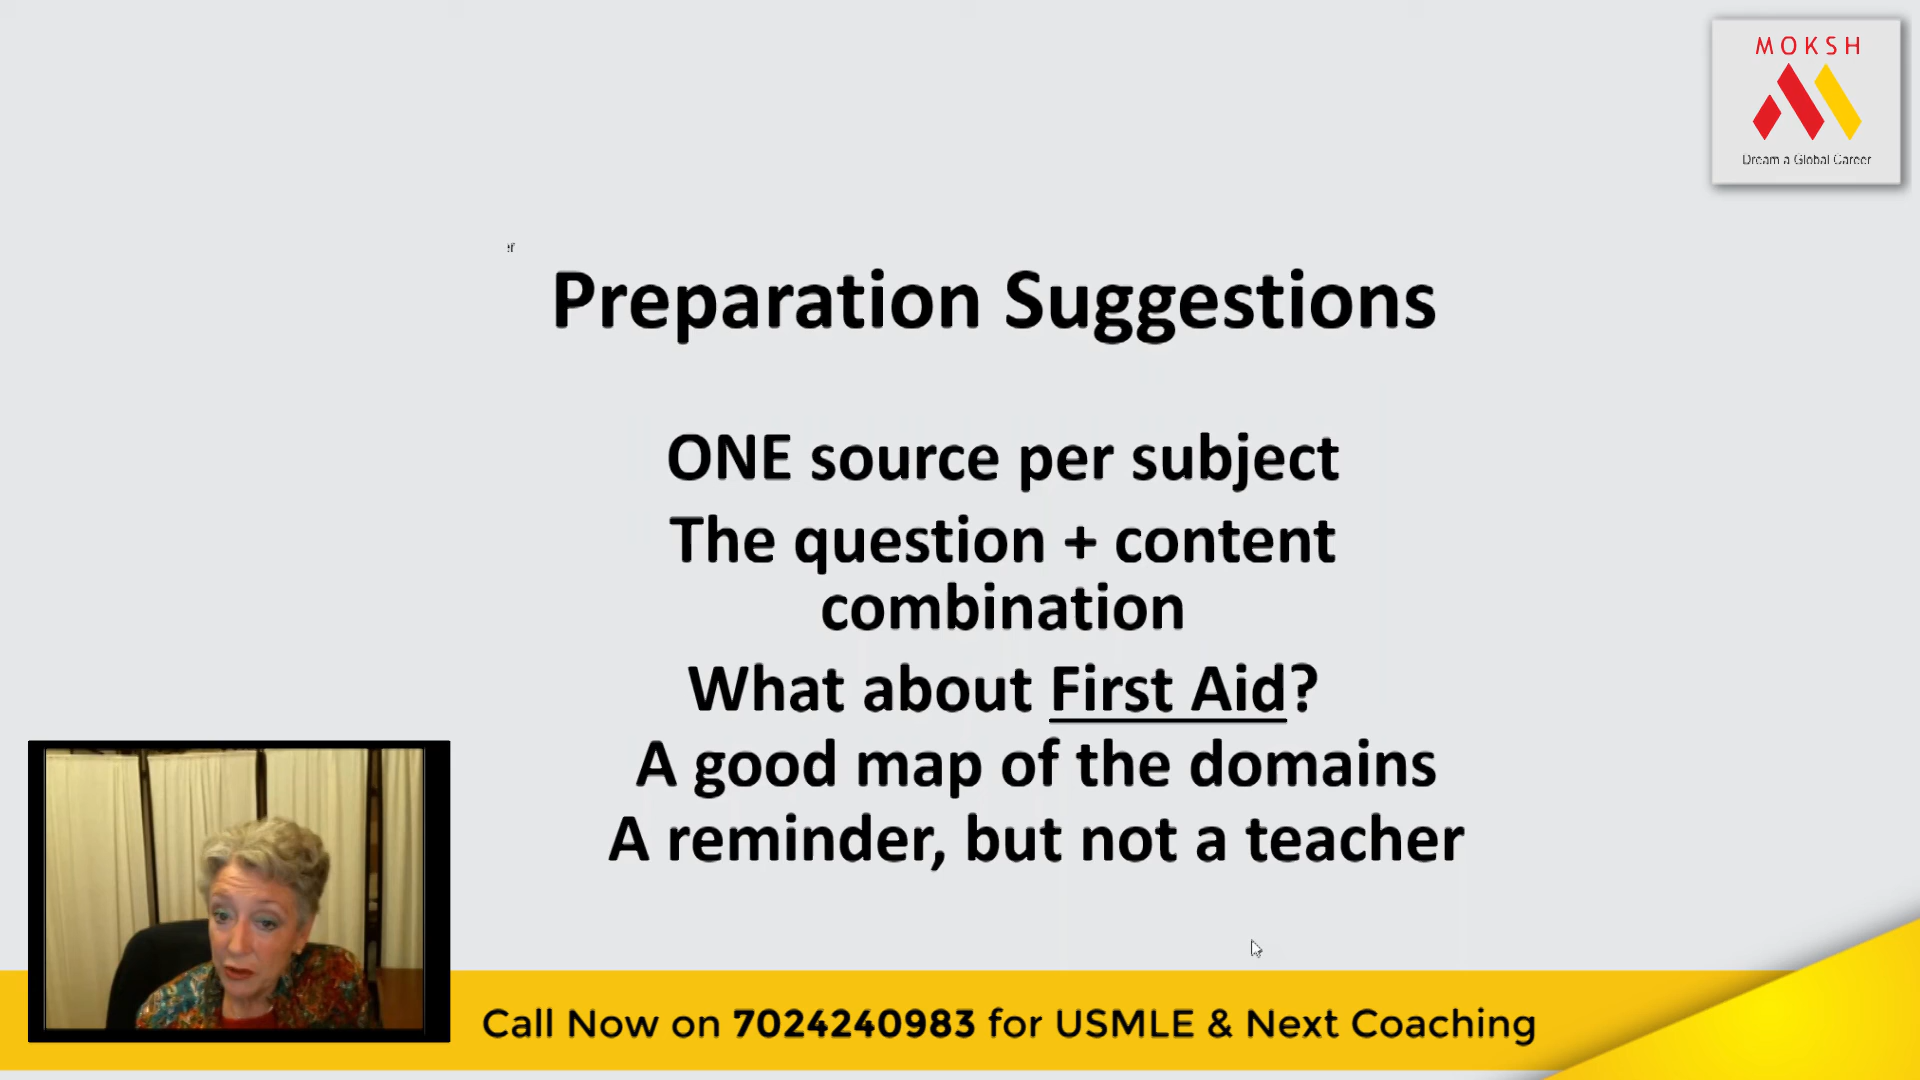 MOKSH
Dream a Global Career
Preparation Suggestions
ONE source per subject
The question + content
combination
What about First Aid?
A good map of the domains
A reminder, but not a teacher
Call Now on 7024240983 for USMLE & Next Coaching